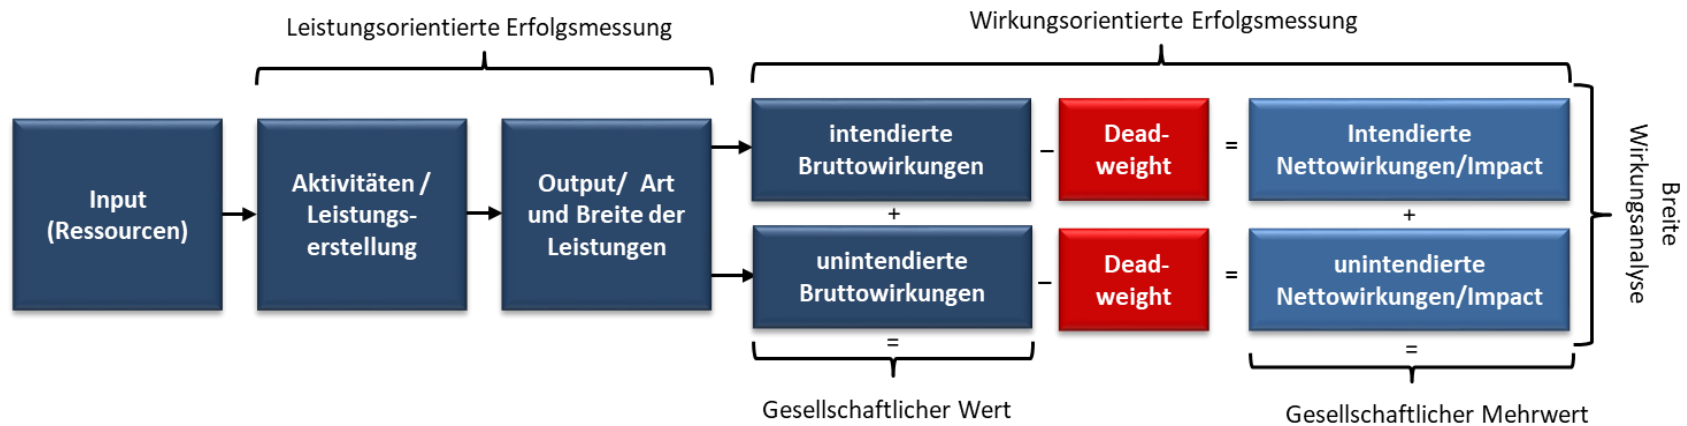 Leistungsorientierte Erfolgsmessung
Wirkungsorientierte Erfolgsmessung
Input
(Ressourcen)
Aktivitäten /
Leistungs-
erstellung
Output/ Art
und Breite der
Leistungen
intendierte
Bruttowirkungen
–
Dead-
weight
=
Intendierte
Nettowirkungen/Impact
+
+
unintendierte
Bruttowirkungen
–
Dead-
weight
=
unintendierte
Nettowirkungen/Impact
=
=
Gesellschaftlicher Wert
Gesellschaftlicher Mehrwert
Breite
Wirkungsanalyse